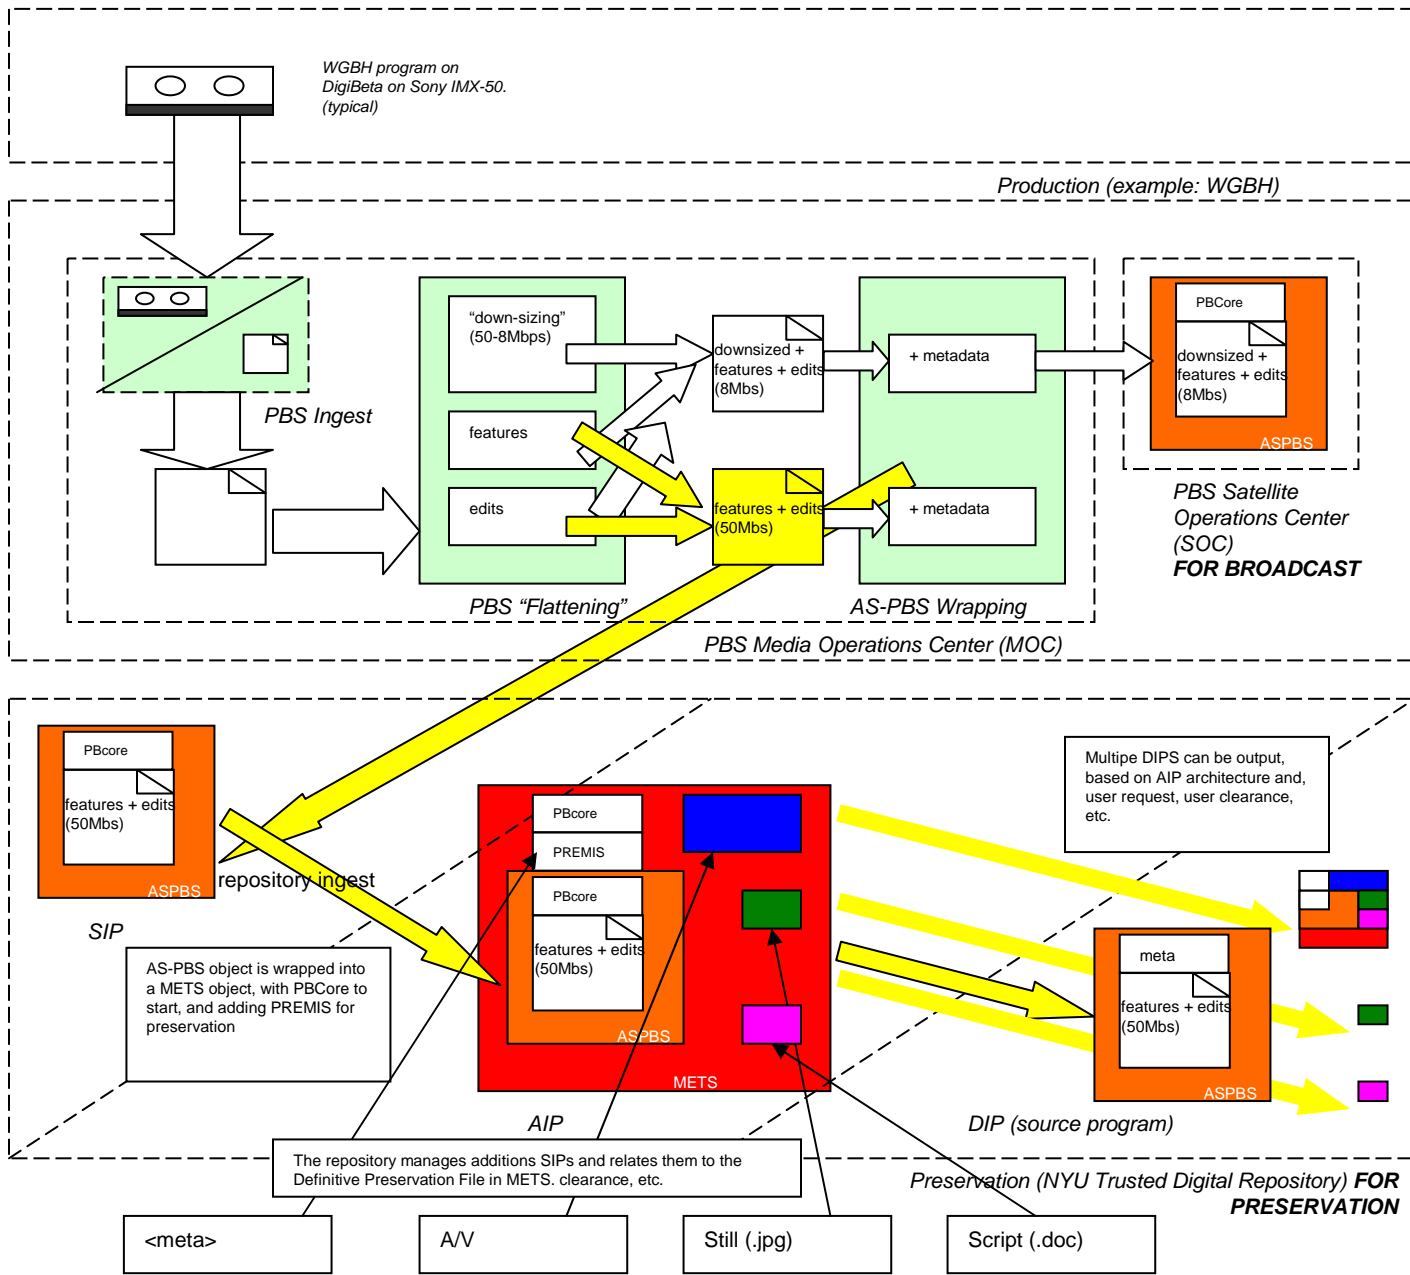 WGBH program on
DigiBeta on Sony IMX-50.
(typical)
Production (example: WGBH)
“down-sizing”
(50-8Mbps)
features
edits
PBS Ingest
downsized +
features + edits
(8Mbs)
features + edits
(50Mbs)
+ metadata
+ metadata
PBCore
downsized +
features + edits
(8Mbs)
ASPBS
PBS Satellite
Operations Center
(SOC)
FOR BROADCAST
PBS “Flattening”
AS-PBS Wrapping
PBS Media Operations Center (MOC)
PBcore
features + edits
(50Mbs)
ASPBS
repository ingest
SIP
AS-PBS object is wrapped into
a METS object, with PBCore to
start, and adding PREMIS for
preservation
PBcore
PREMIS
PBcore
features + edits
(50Mbs)
ASPBS
METS
AIP
Multipe DIPS can be output,
based on AIP architecture and,
user request, user clearance,
etc.
meta
features + edits
(50Mbs)
ASPBS
DIP (source program)
The repository manages additions SIPs and relates them to the
Definitive Preservation File in METS. clearance, etc.
Preservation (NYU Trusted Digital Repository) FOR
PRESERVATION
<meta>
A/V
Still (.jpg)
Script (.doc)